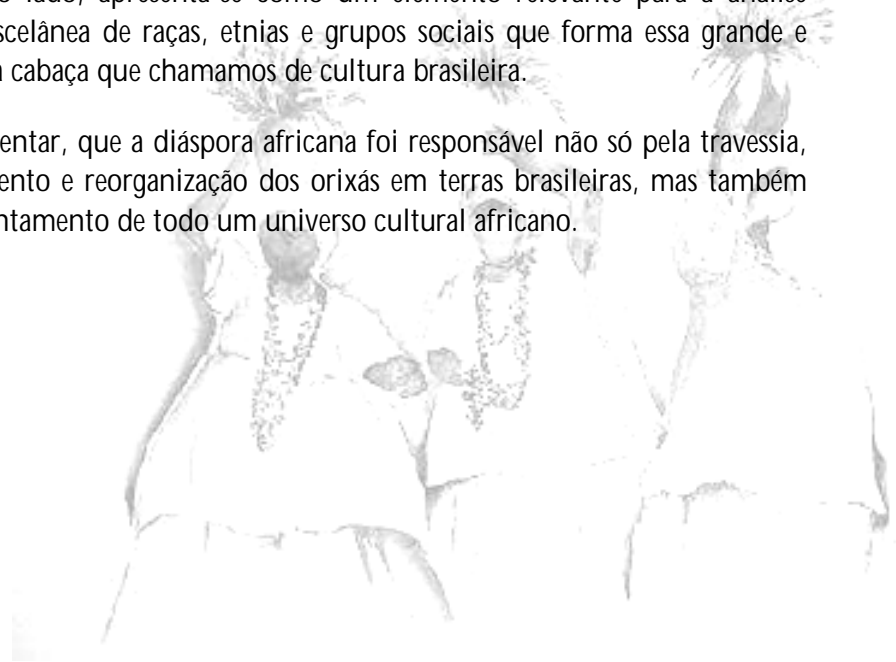 lado, apresenta-se como um elemento relevante para a análise
scelânea de raças, etnias e grupos sociais que forma essa grande e
cabaça que chamamos de cultura brasileira.
entar, que a diáspora africana foi responsável não só pela travessia,
ento e reorganização dos orixás em terras brasileiras, mas também
ntamento de todo um universo cultural africano.